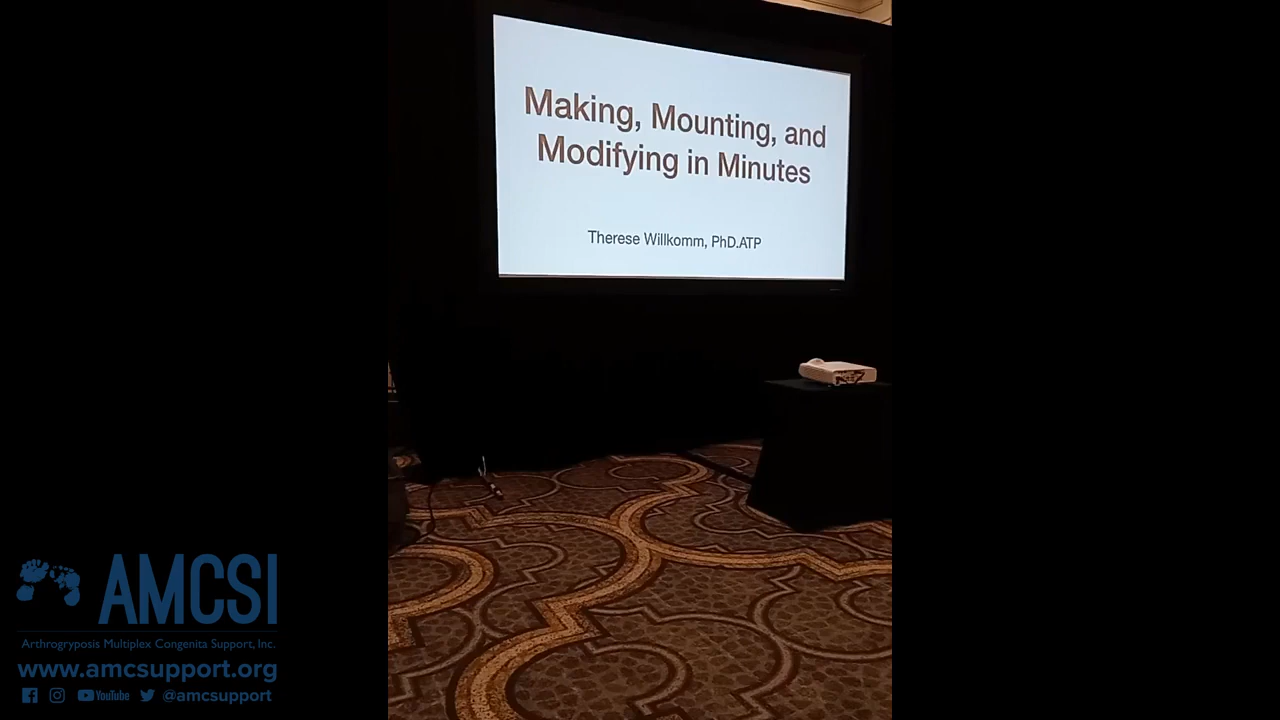 Making, Mounting, and
Modifying in Minutes
Therese Willkomm, PhD.ATP
AMCSI
Arthrogryposis Multiplex Congenita Support, Inc.
www.amcsupport.org
YouTube @amcsupport